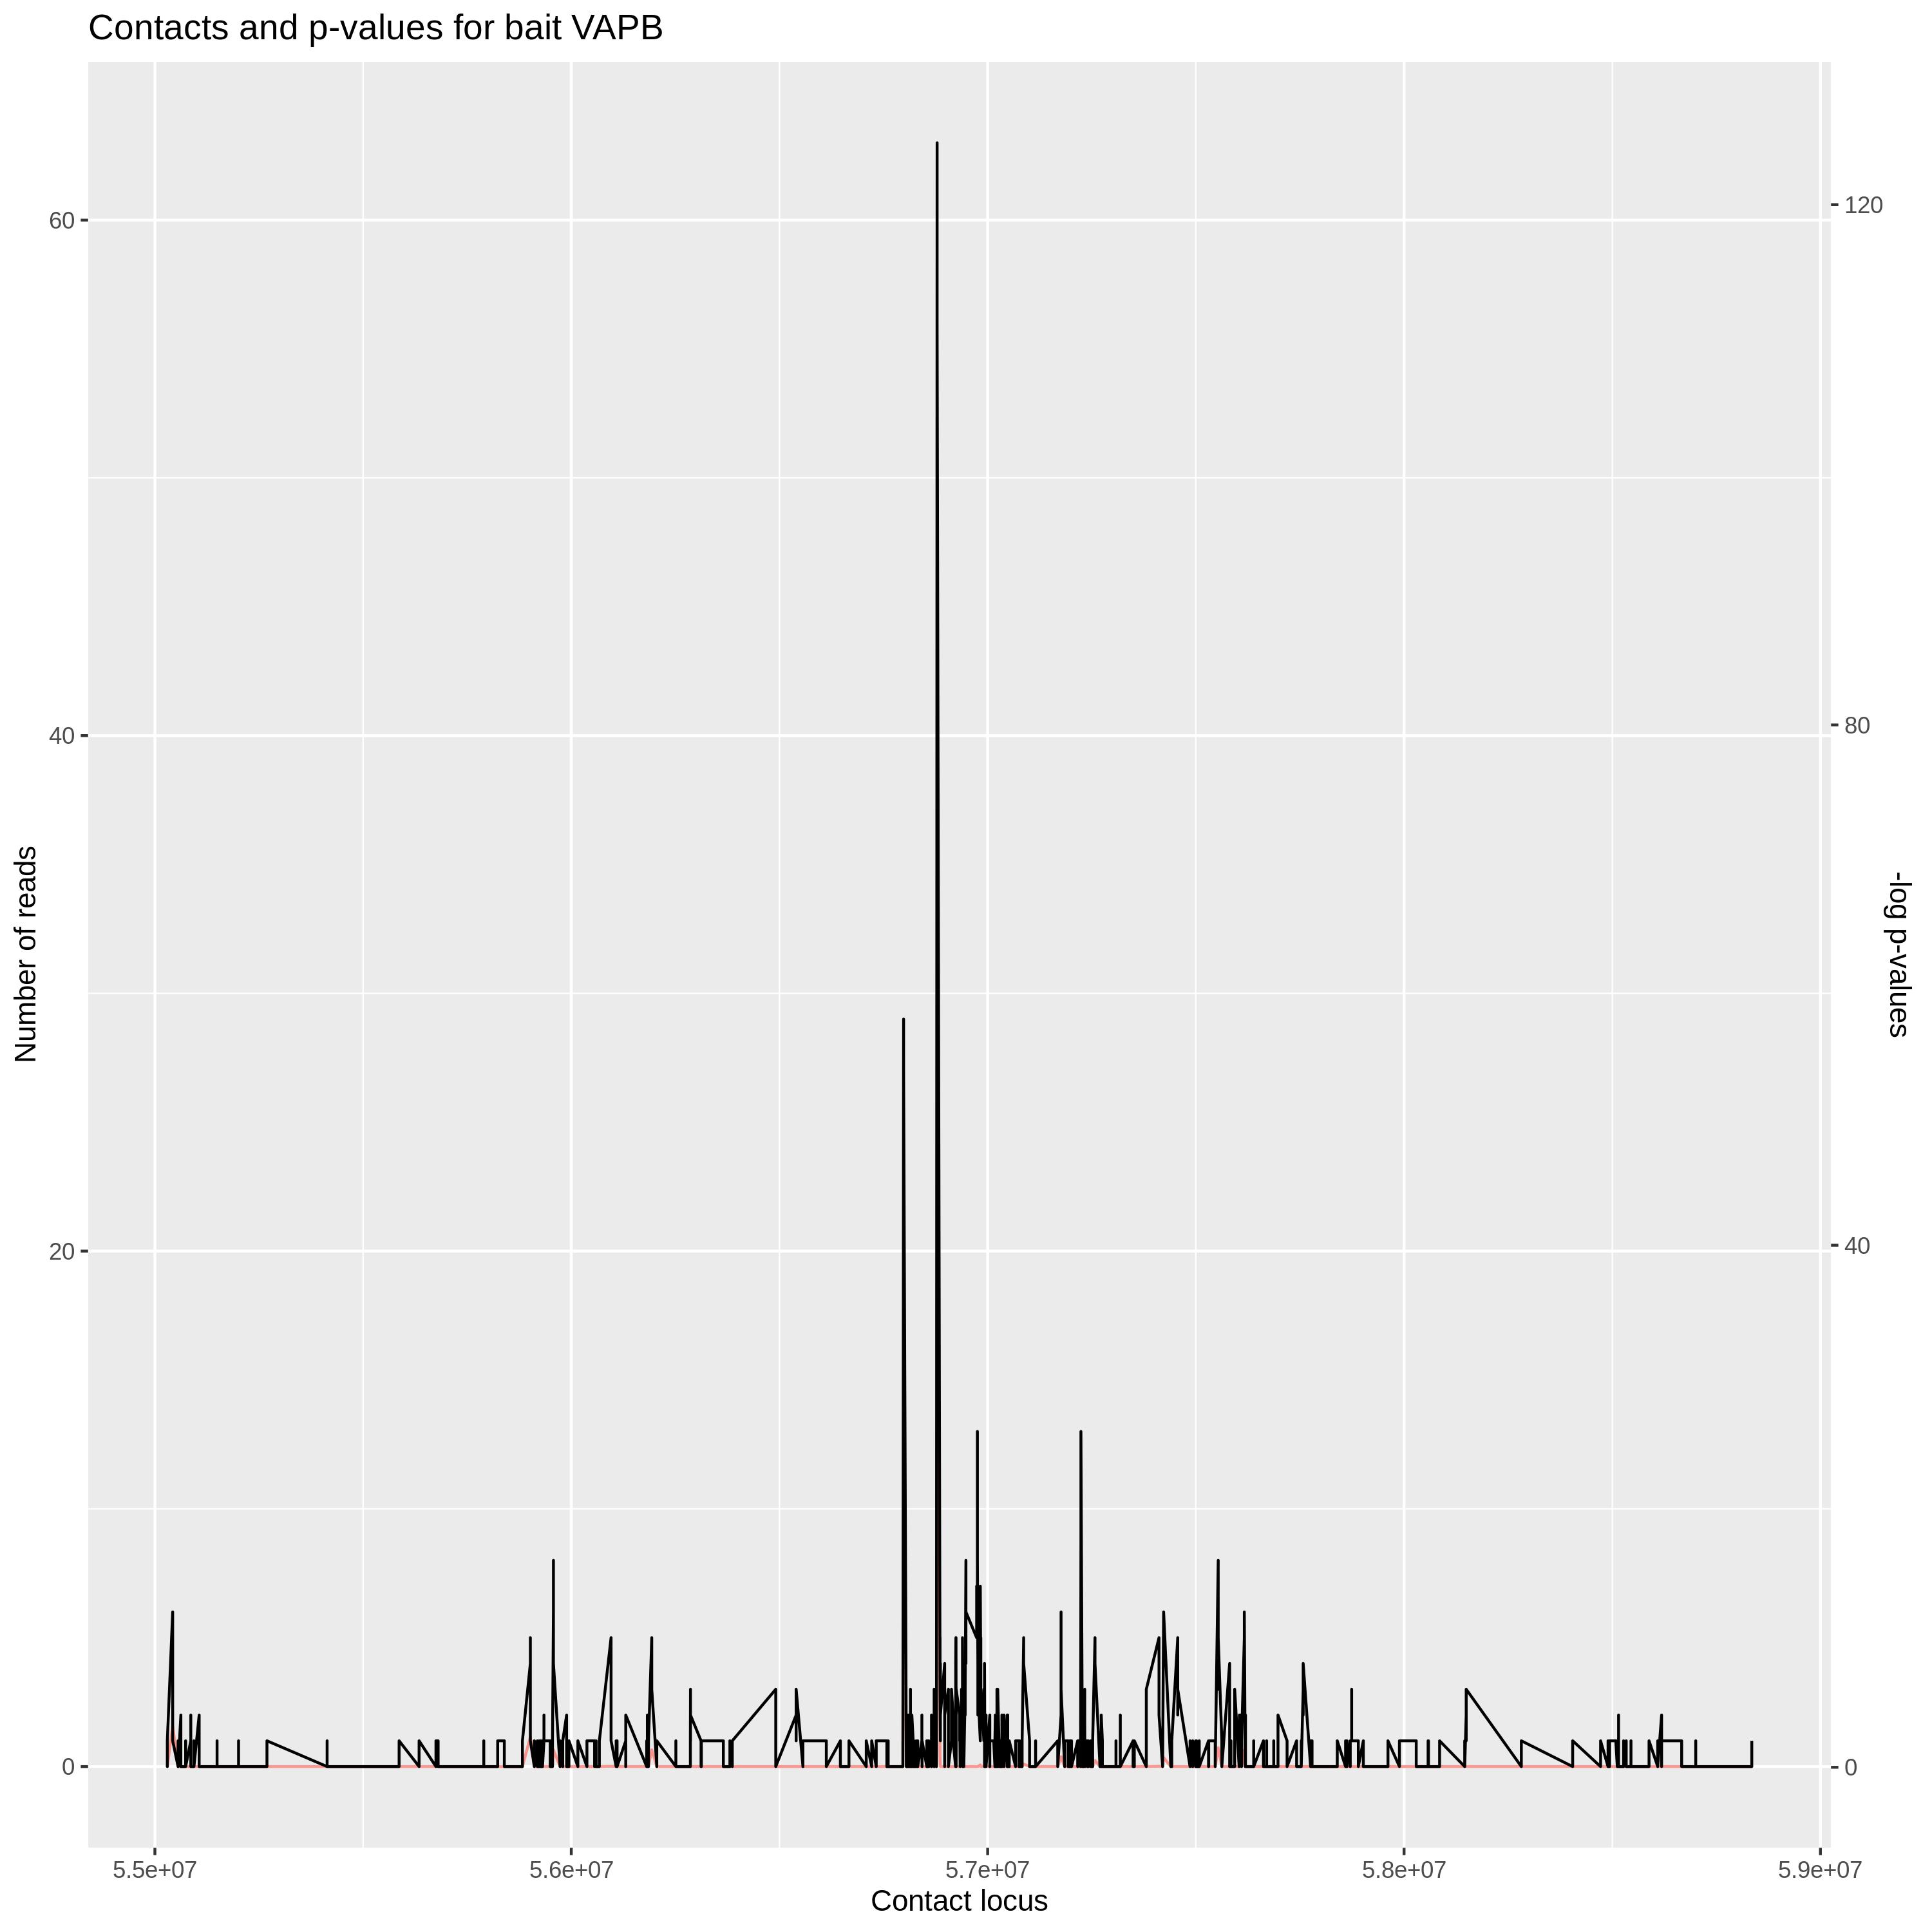 Contacts and p-values for bait VAPB
60
40
20
0
120
80
40
0
Number of reads
-log p-values
5.5e+07
5.6e+07
5.7e+07
5.8e+07
5.9e+07
Contact locus